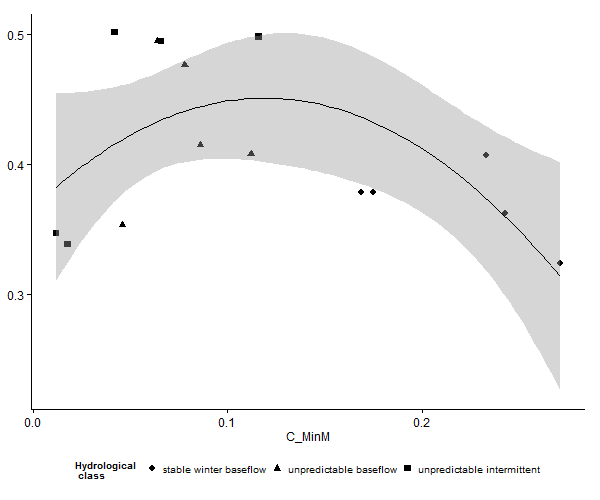 0.5
0.4
0.3
0.0 0.1 0.2
C_MinM
Hydrological
class
stable winter baseflow unpredictable baseflow unpredictable intermittent